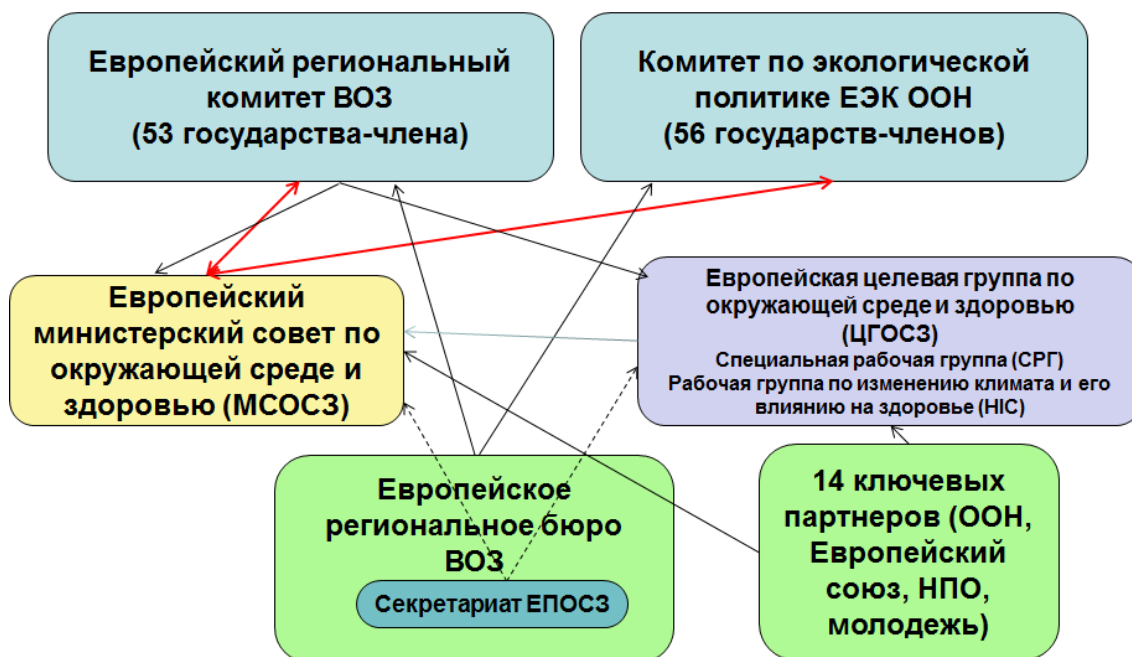 Европейский региональный
комитет ВОЗ
(53 государства-члена)
Комитет по экологической
политике ЕЭК ООН
(56 государств-членов)
Европейский
министерский совет по
окружающей среде и
здоровью (МСОСЗ)
Европейская целевая группа по
окружающей среде и здоровью
(ЦГОСЗ)
Специальная рабочая группа (СРГ)
Рабочая группа по изменению климата и его
влиянию на здоровье (HIC)
Европейское
региональное бюро
ВОЗ
Секретариат ЕПОСЗ
14 ключевых
партнеров (ООН,
Европейский
союз, НПО,
молодежь)